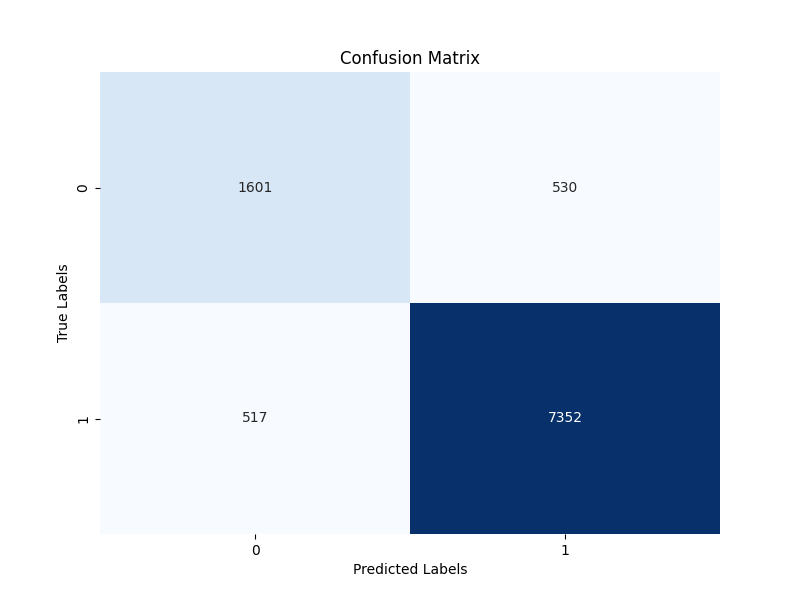 Confusion Matrix
True Labels
0
1601
530
1
517
7352
0
1
Predicted Labels